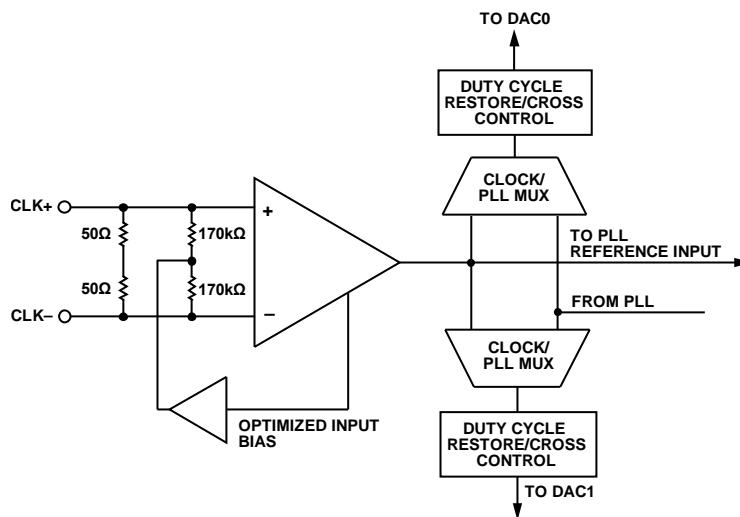 TO DAC0
DUTY CYCLE
RESTORE/CROSS
CONTROL
CLOCK/
PLL MUX
CLK+
50Ω
170kΩ
+
TO PLL
REFERENCE INPUT
50Ω
170kΩ
FROM PLL
CLK–
–
CLOCK/
PLL MUX
OPTIMIZED INPUT
BIAS
DUTY CYCLE
RESTORE/CROSS
CONTROL
TO DAC1